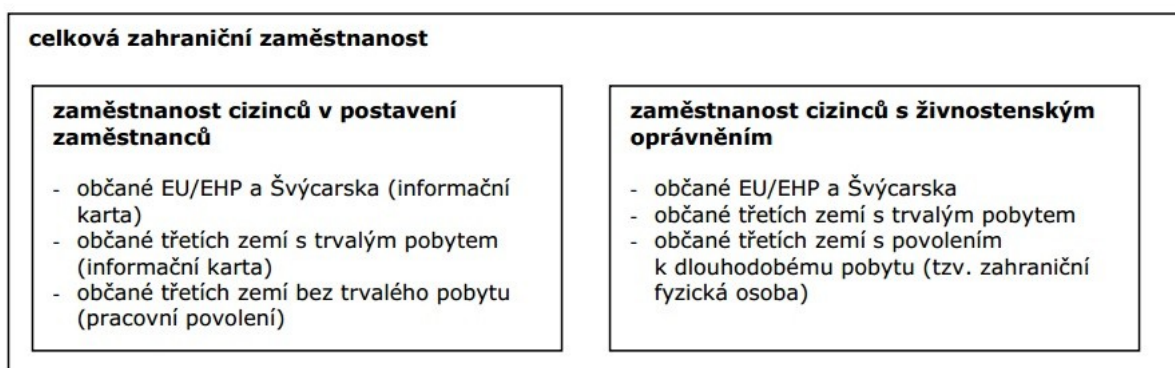 celková zahraniční zaměstnanost
zaměstnanost cizinců v postavení
zaměstnanců
- občané EU/EHP a Švýcarska (informační
karta)
- občané třetích zemí s trvalým pobytem
(informační karta)
- občané třetích zemí bez trvalého pobytu
(pracovní povolení)
zaměstnanost cizinců s živnostenským
oprávněním
- občané EU/EHP a Švýcarska
- občané třetích zemí s trvalým pobytem
- občané třetích zemí s povolením
k dlouhodobému pobytu (tzv. zahraniční
fyzická osoba)